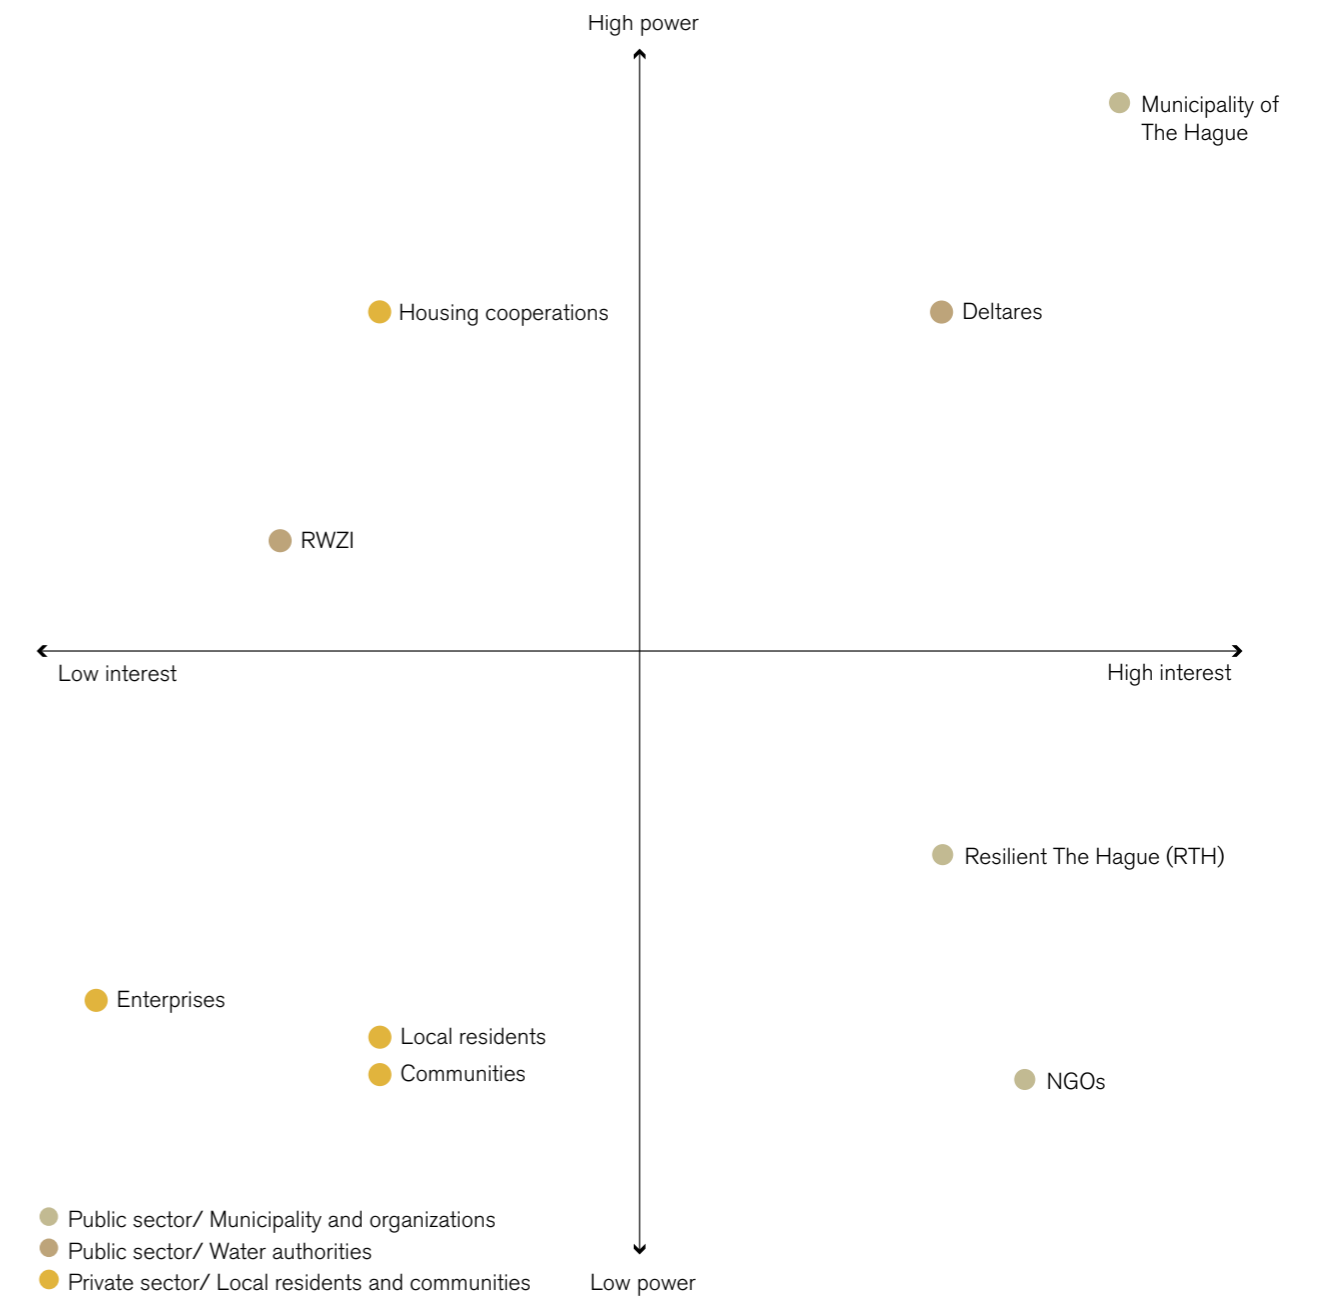 High power
Municipality of
The Hague
Housing cooperations
Deltares
RWZI
Low interest
High interest
Resilient The Hague (RTH)
Enterprises
Local residents
Communities
NGOs
Public sector/ Municipality and organizations
Public sector/ Water authorities
Private sector/ Local residents and communities
Low power